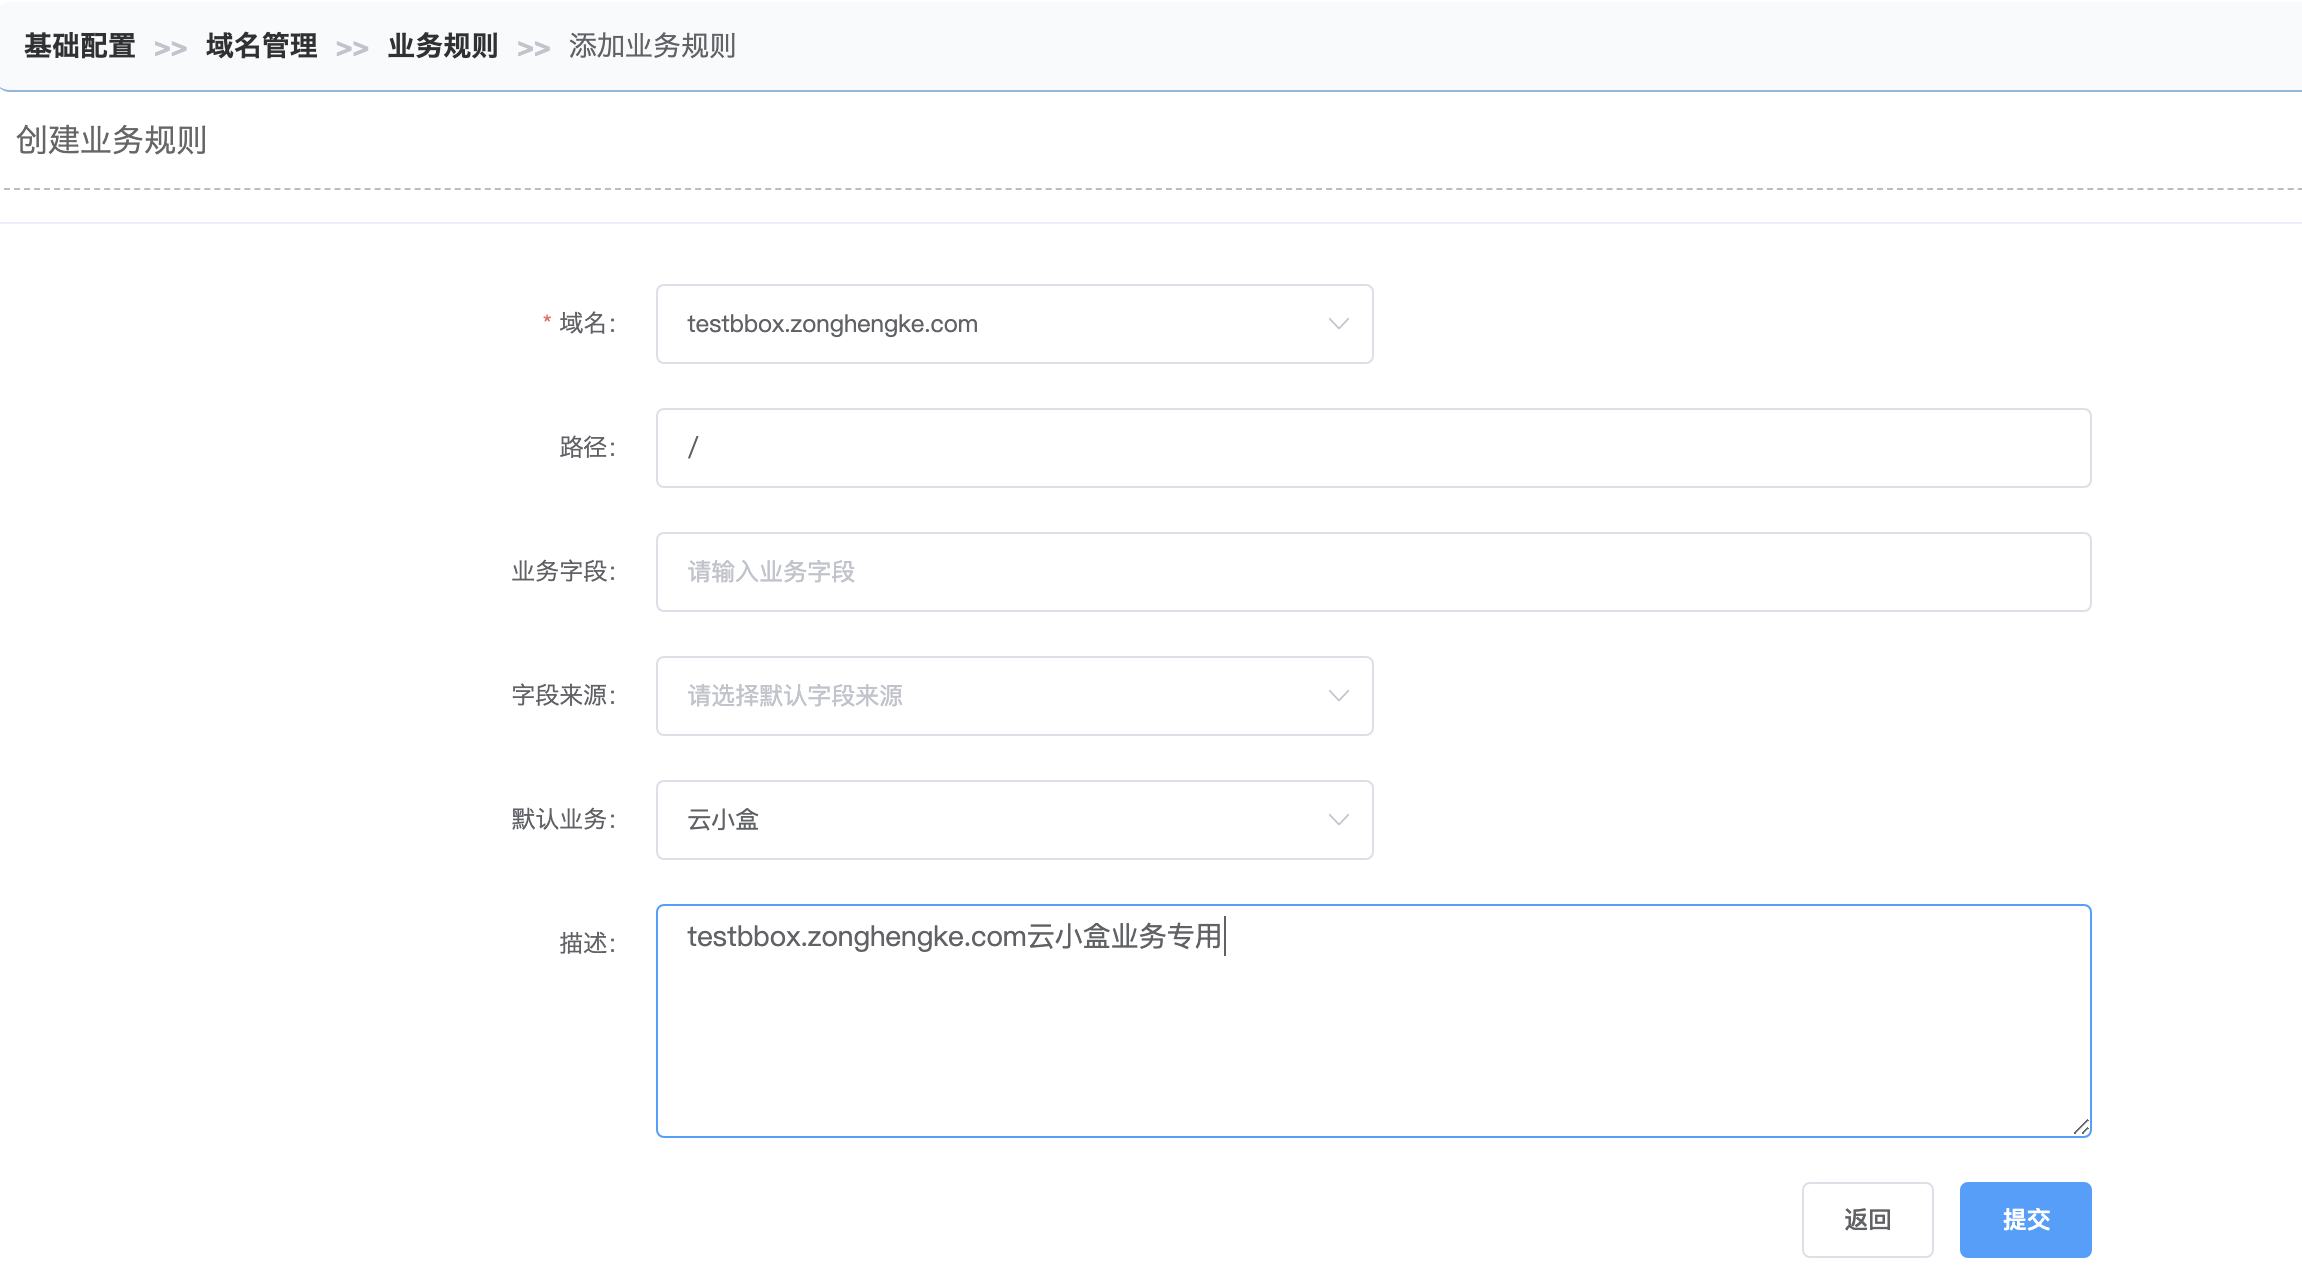 基础配置 >> 域名管理 >> 业务规则 >> 添加业务规则
创建业务规则
* 域名: testbbox.zonghengke.com
路径: /
业务字段: 请输入业务字段
字段来源: 请选择默认字段来源
默认业务: 云小盒
描述: testbbox.zonghengke.com云小盒业务专用
返回 提交